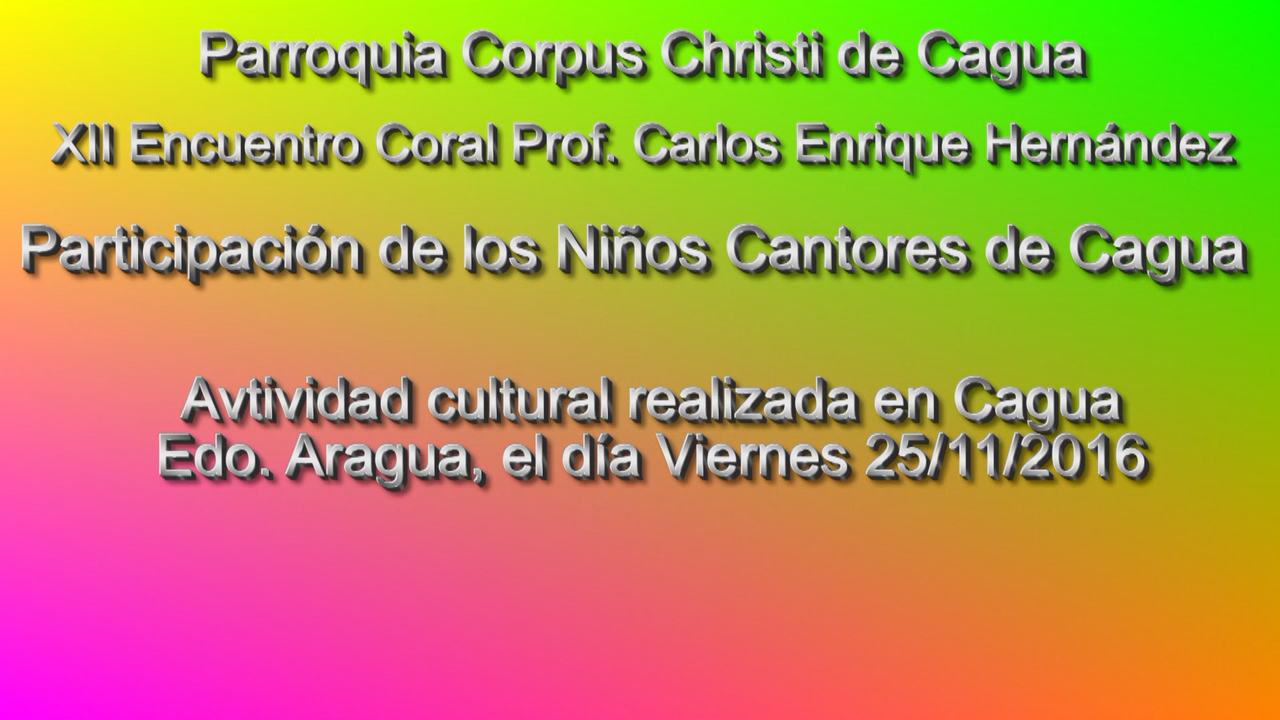 Parroquia Corpus Christi de Cagua
XII Encuentro Coral Prof. Carlos Enrique Hernández
Participación de los Niños Cantores de Cagua
Avtividad cultural realizada en Cagua
Edo. Aragua, el día Viernes 25/11/2016